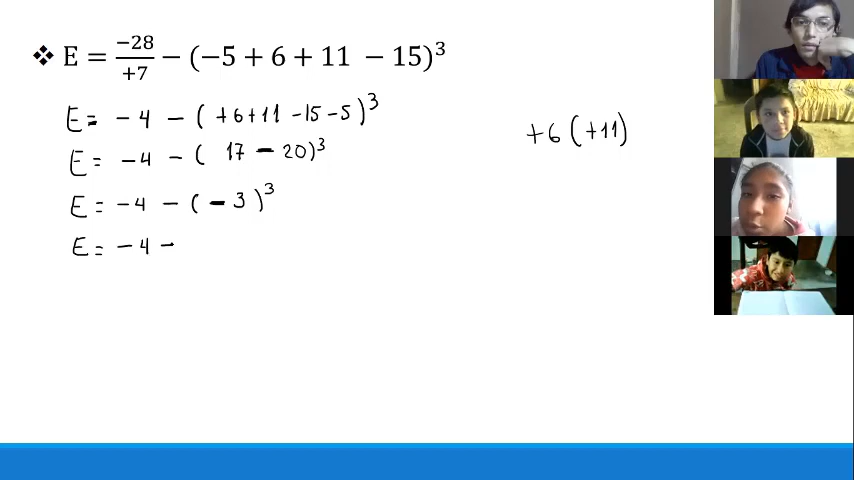 ❖ E = \frac{-28}{+7} − (−5 + 6 + 11 − 15)³
E = - 4 - ( +6+11 -15 -5 )³
+6 (+11)
E = -4 - ( 17 - 20)³
E = -4 - ( - 3 )³
E = - 4 -